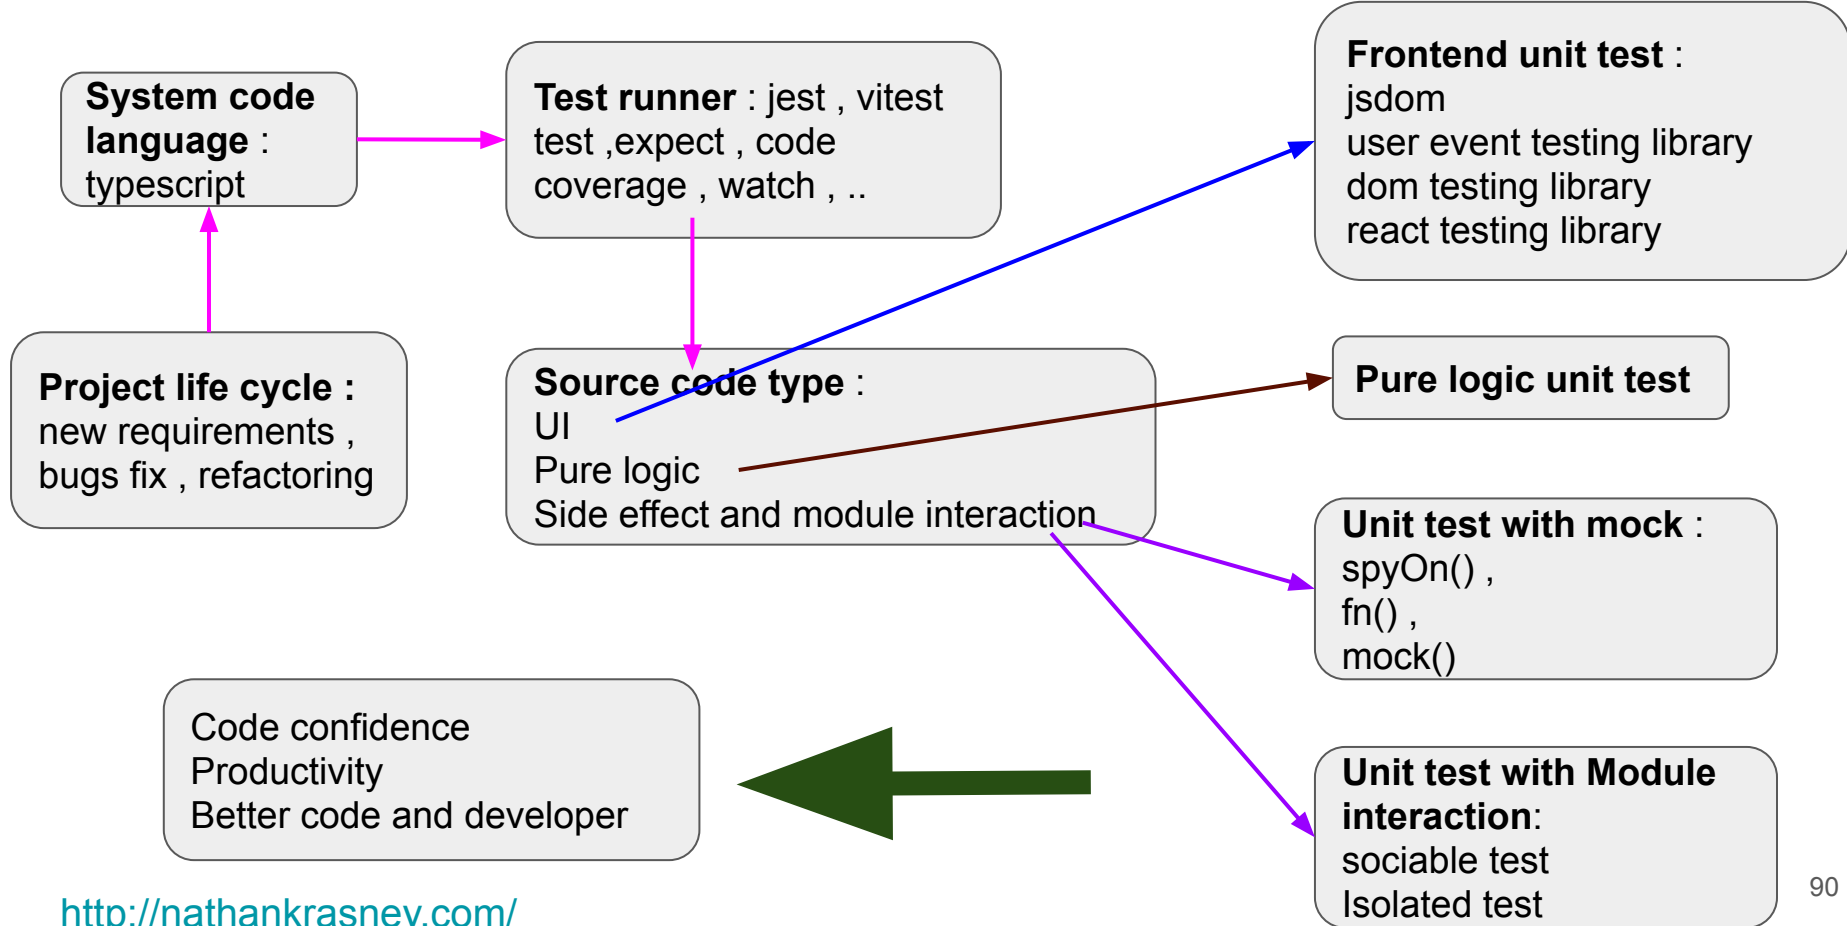 System code
language :
typescript
Test runner : jest , vitest
test ,expect , code
coverage , watch , ..
Frontend unit test :
jsdom
user event testing library
dom testing library
react testing library
Project life cycle :
new requirements ,
bugs fix , refactoring
Source code type :
UI
Pure logic
Side effect and module interaction
Pure logic unit test
Unit test with mock :
spyOn() ,
fn() ,
mock()
Code confidence
Productivity
Better code and developer
Unit test with Module
interaction:
sociable test
Isolated test
http://nathankrasney.com/
90